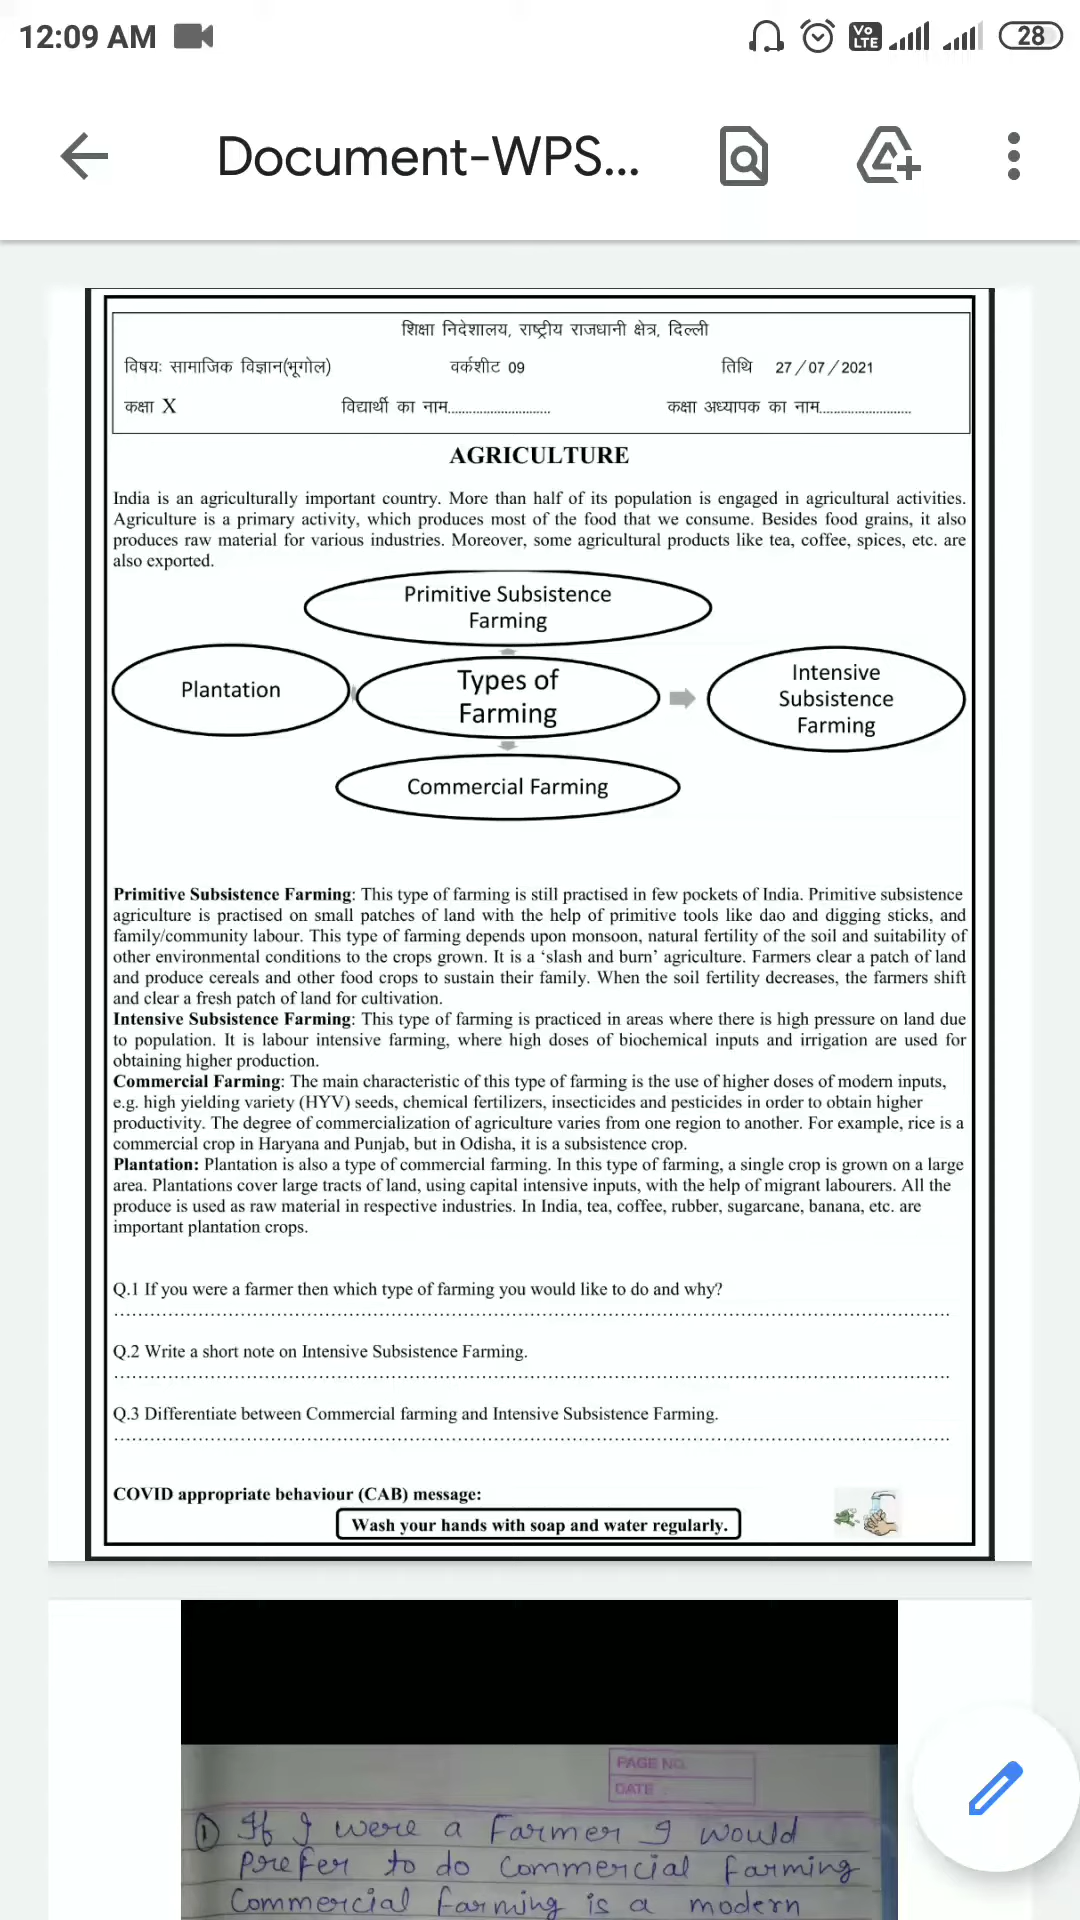 12:09 AM
Vo LTE
28
Document-WPS...
शिक्षा निदेशालय, राष्ट्रीय राजधानी क्षेत्र, दिल्ली
विषयः सामाजिक विज्ञान(भूगोल) वर्कशीट 09 तिथि 27/07/2021
कक्षा X विद्यार्थी का नाम............................. कक्षा अध्यापक का नाम..........................
AGRICULTURE
India is an agriculturally important country. More than half of its population is engaged in agricultural activities.
Agriculture is a primary activity, which produces most of the food that we consume. Besides food grains, it also
produces raw material for various industries. Moreover, some agricultural products like tea, coffee, spices, etc. are
also exported.
Primitive Subsistence
Farming
Plantation
Types of
Farming
Intensive
Subsistence
Farming
Commercial Farming
Primitive Subsistence Farming: This type of farming is still practised in few pockets of India. Primitive subsistence
agriculture is practised on small patches of land with the help of primitive tools like dao and digging sticks, and
family/community labour. This type of farming depends upon monsoon, natural fertility of the soil and suitability of
other environmental conditions to the crops grown. It is a ‘slash and burn’ agriculture. Farmers clear a patch of land
and produce cereals and other food crops to sustain their family. When the soil fertility decreases, the farmers shift
and clear a fresh patch of land for cultivation.
Intensive Subsistence Farming: This type of farming is practiced in areas where there is high pressure on land due
to population. It is labour intensive farming, where high doses of biochemical inputs and irrigation are used for
obtaining higher production.
Commercial Farming: The main characteristic of this type of farming is the use of higher doses of modern inputs,
e.g. high yielding variety (HYV) seeds, chemical fertilizers, insecticides and pesticides in order to obtain higher
productivity. The degree of commercialization of agriculture varies from one region to another. For example, rice is a
commercial crop in Haryana and Punjab, but in Odisha, it is a subsistence crop.
Plantation: Plantation is also a type of commercial farming. In this type of farming, a single crop is grown on a large
area. Plantations cover large tracts of land, using capital intensive inputs, with the help of migrant labourers. All the
produce is used as raw material in respective industries. In India, tea, coffee, rubber, sugarcane, banana, etc. are
important plantation crops.
Q.1 If you were a farmer then which type of farming you would like to do and why?
Q.2 Write a short note on Intensive Subsistence Farming.
Q.3 Differentiate between Commercial farming and Intensive Subsistence Farming.
COVID appropriate behaviour (CAB) message:
Wash your hands with soap and water regularly.
PAGE NO.
DATE
① If I were a Farmer I would
prefer to do commercial farming
Commercial farming is a modern